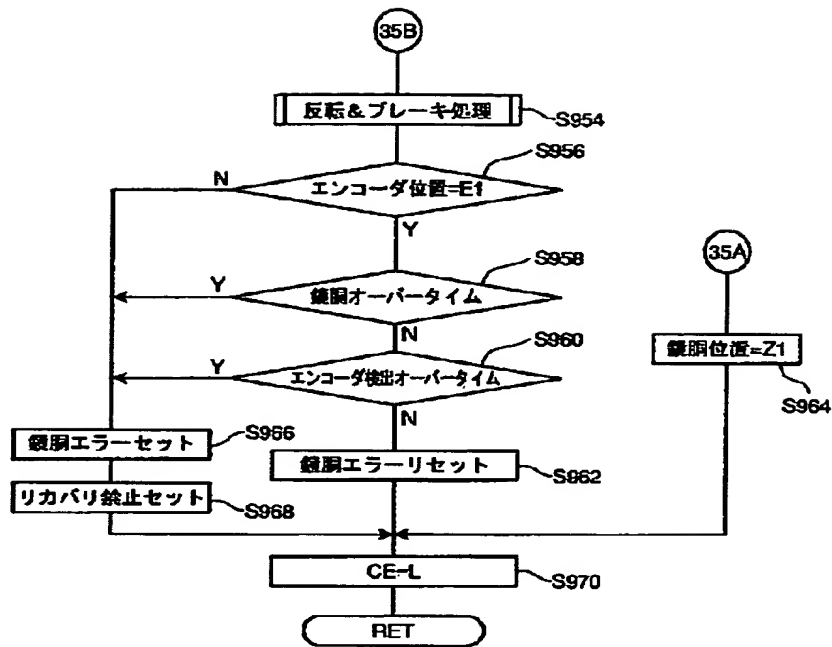 35B
反転&ブレーキ処理
S954
S956
N
エンコーダ位置=E1
Y
S958
Y
鏡胴オーバータイム
N
35A
S960
Y
エンコーダ検出オーバータイム
鏡胴位置=Z1
S964
N
鏡胴エラーセット
S966
鏡胴エラーリセット
S962
リカバリ禁止セット
S968
CE=L
S970
RET